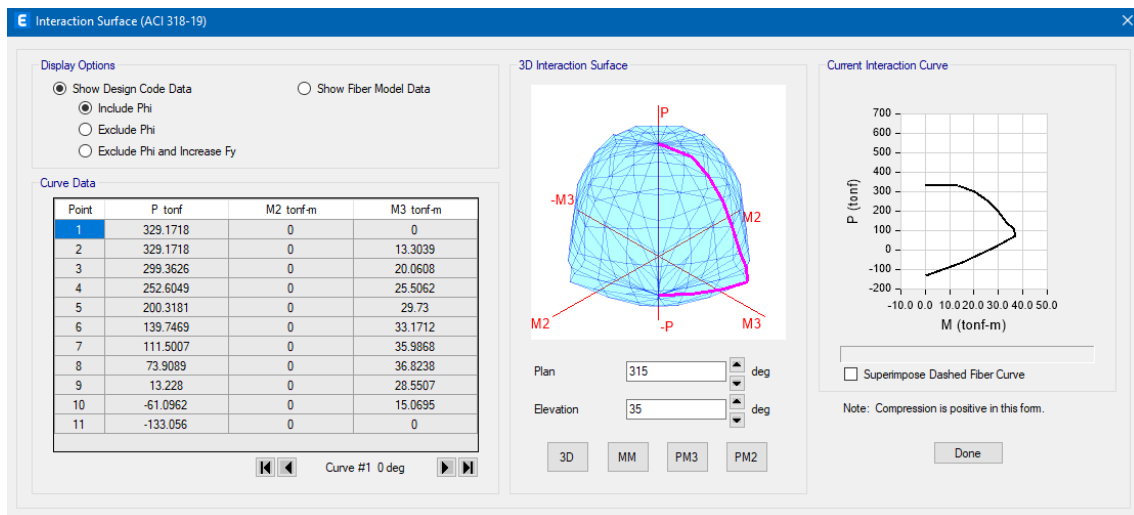 E Interaction Surface (ACI 318-19)
Display Options
Show Design Code Data Show Fiber Model Data
Include Phi
Exclude Phi
Exclude Phi and Increase Fy
Curve Data
Point P tonf M2 tonf-m M3 tonf-m
1 329.1718 0 0
2 329.1718 0 13.3039
3 299.3626 0 20.0608
4 252.6049 0 25.5062
5 200.3181 0 29.73
6 139.7469 0 33.1712
7 111.5007 0 35.9868
8 73.9089 0 36.8238
9 13.228 0 28.5507
10 -61.0962 0 15.0695
11 -133.056 0 0
Curve #1 0 deg
3D Interaction Surface
P
-M3
M2
M2
-P
M3
Plan 315 deg
Elevation 35 deg
3D MM PM3 PM2
Current Interaction Curve
700
600
500
400
300
200
100
0
-100
-200
P (tonf)
-10.0 0.0 10.0 20.0 30.0 40.0 50.0
M (tonf-m)
Superimpose Dashed Fiber Curve
Note: Compression is positive in this form.
Done